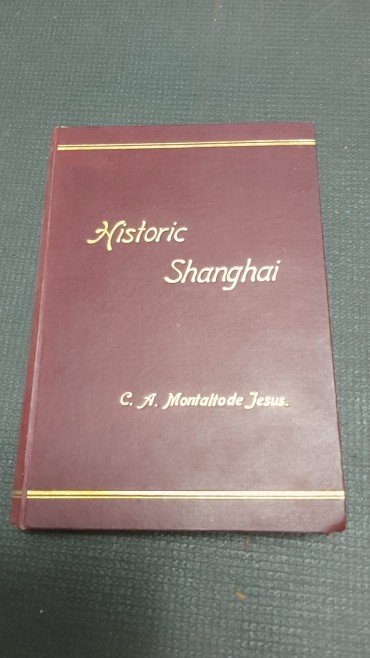 Historic
Shanghai
C. A. Montalto de Jesus.